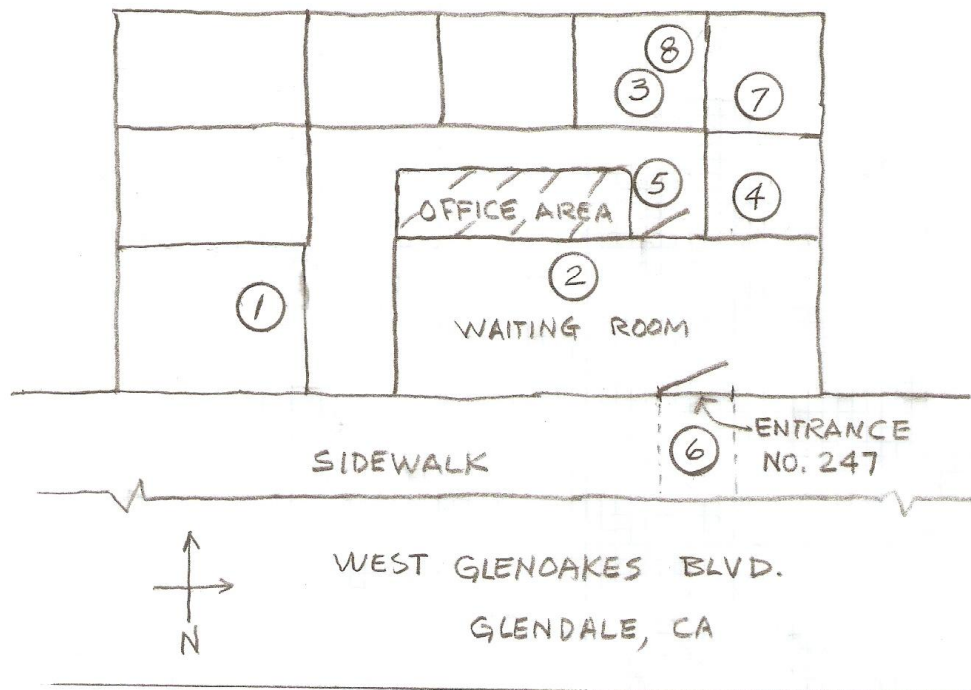 8
3
7
5
4
OFFICE AREA
2
1
WAITING ROOM
ENTRANCE
NO. 247
6
SIDEWALK
WEST GLENOAKES BLVD.
GLENDALE, CA
N